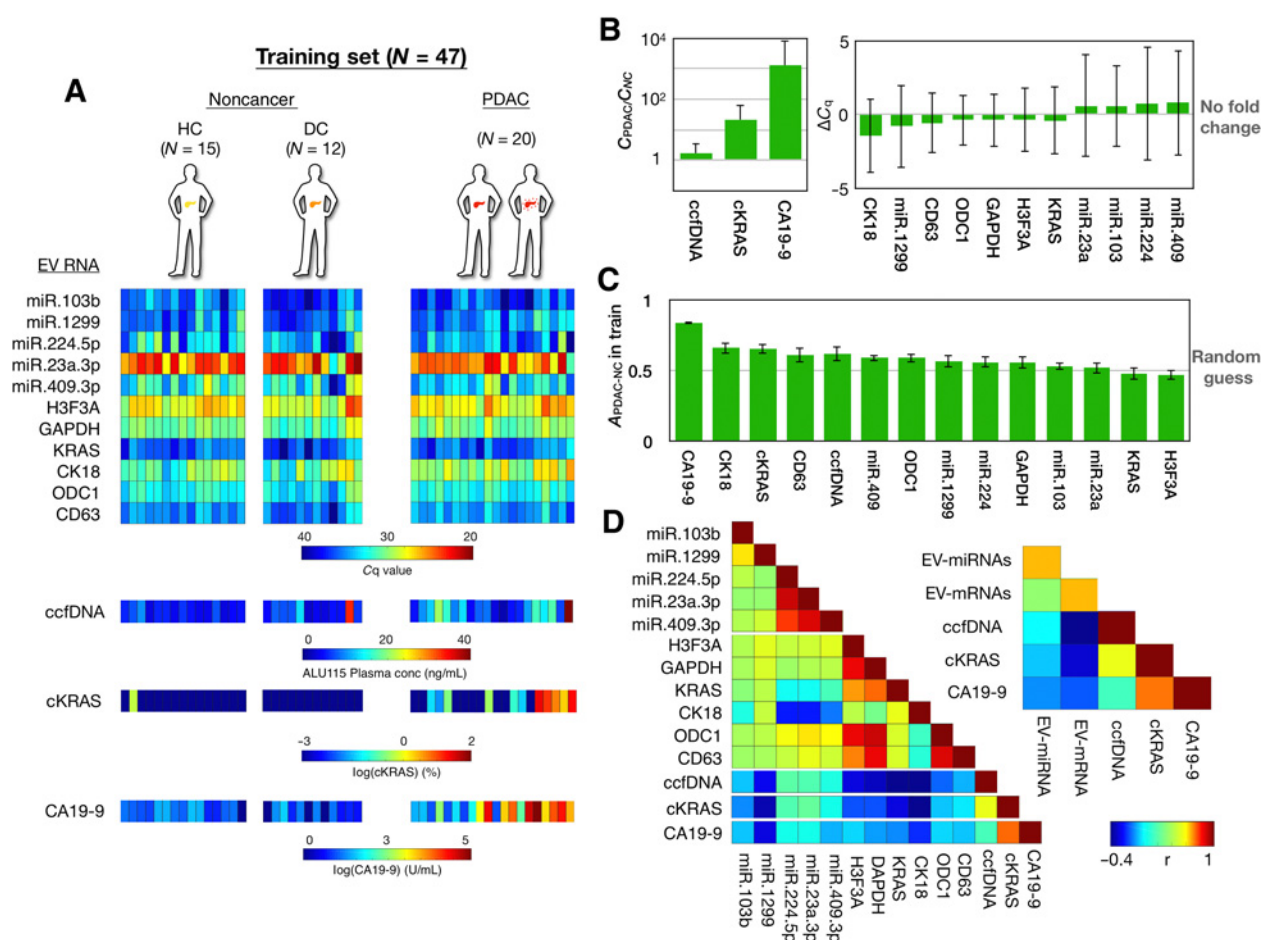 Training set (N = 47)
A
Noncancer
PDAC
HC
(N = 15)
DC
(N = 12)
(N = 20)
EV RNA
miR.103b
miR.1299
miR.224.5p
miR.23a.3p
miR.409.3p
H3F3A
GAPDH
KRAS
CK18
ODC1
CD63
40 30 20
Cq value
ccfDNA
0 20 40
ALU115 Plasma conc (ng/mL)
cKRAS
−3 0 2
log(cKRAS) (%)
CA19-9
0 3 5
log(CA19-9) (U/mL)
B
CPDAC/CNC
10⁴
10²
1
ccfDNA
cKRAS
CA19-9
ΔCq
5
0
−5
No fold
change
CK18
miR.1299
CD63
ODC1
GAPDH
H3F3A
KRAS
miR.23a
miR.103
miR.224
miR.409
C
APDAC-NC in train
1
0.5
0
Random
guess
CA19-9
CK18
cKRAS
CD63
ccfDNA
miR.409
ODC1
miR.1299
miR.224
GAPDH
miR.103
miR.23a
KRAS
H3F3A
D
miR.103b
miR.1299
miR.224.5p
miR.23a.3p
miR.409.3p
H3F3A
GAPDH
KRAS
CK18
ODC1
CD63
ccfDNA
cKRAS
CA19-9
miR.103b
miR.1299
miR.224.5p
miR.23a.3p
miR.409.3p
H3F3A
DAPDH
KRAS
CK18
ODC1
CD63
ccfDNA
cKRAS
CA19-9
EV-miRNAs
EV-mRNAs
ccfDNA
cKRAS
CA19-9
EV-miRNA
EV-mRNA
ccfDNA
cKRAS
CA19-9
−0.4 r 1